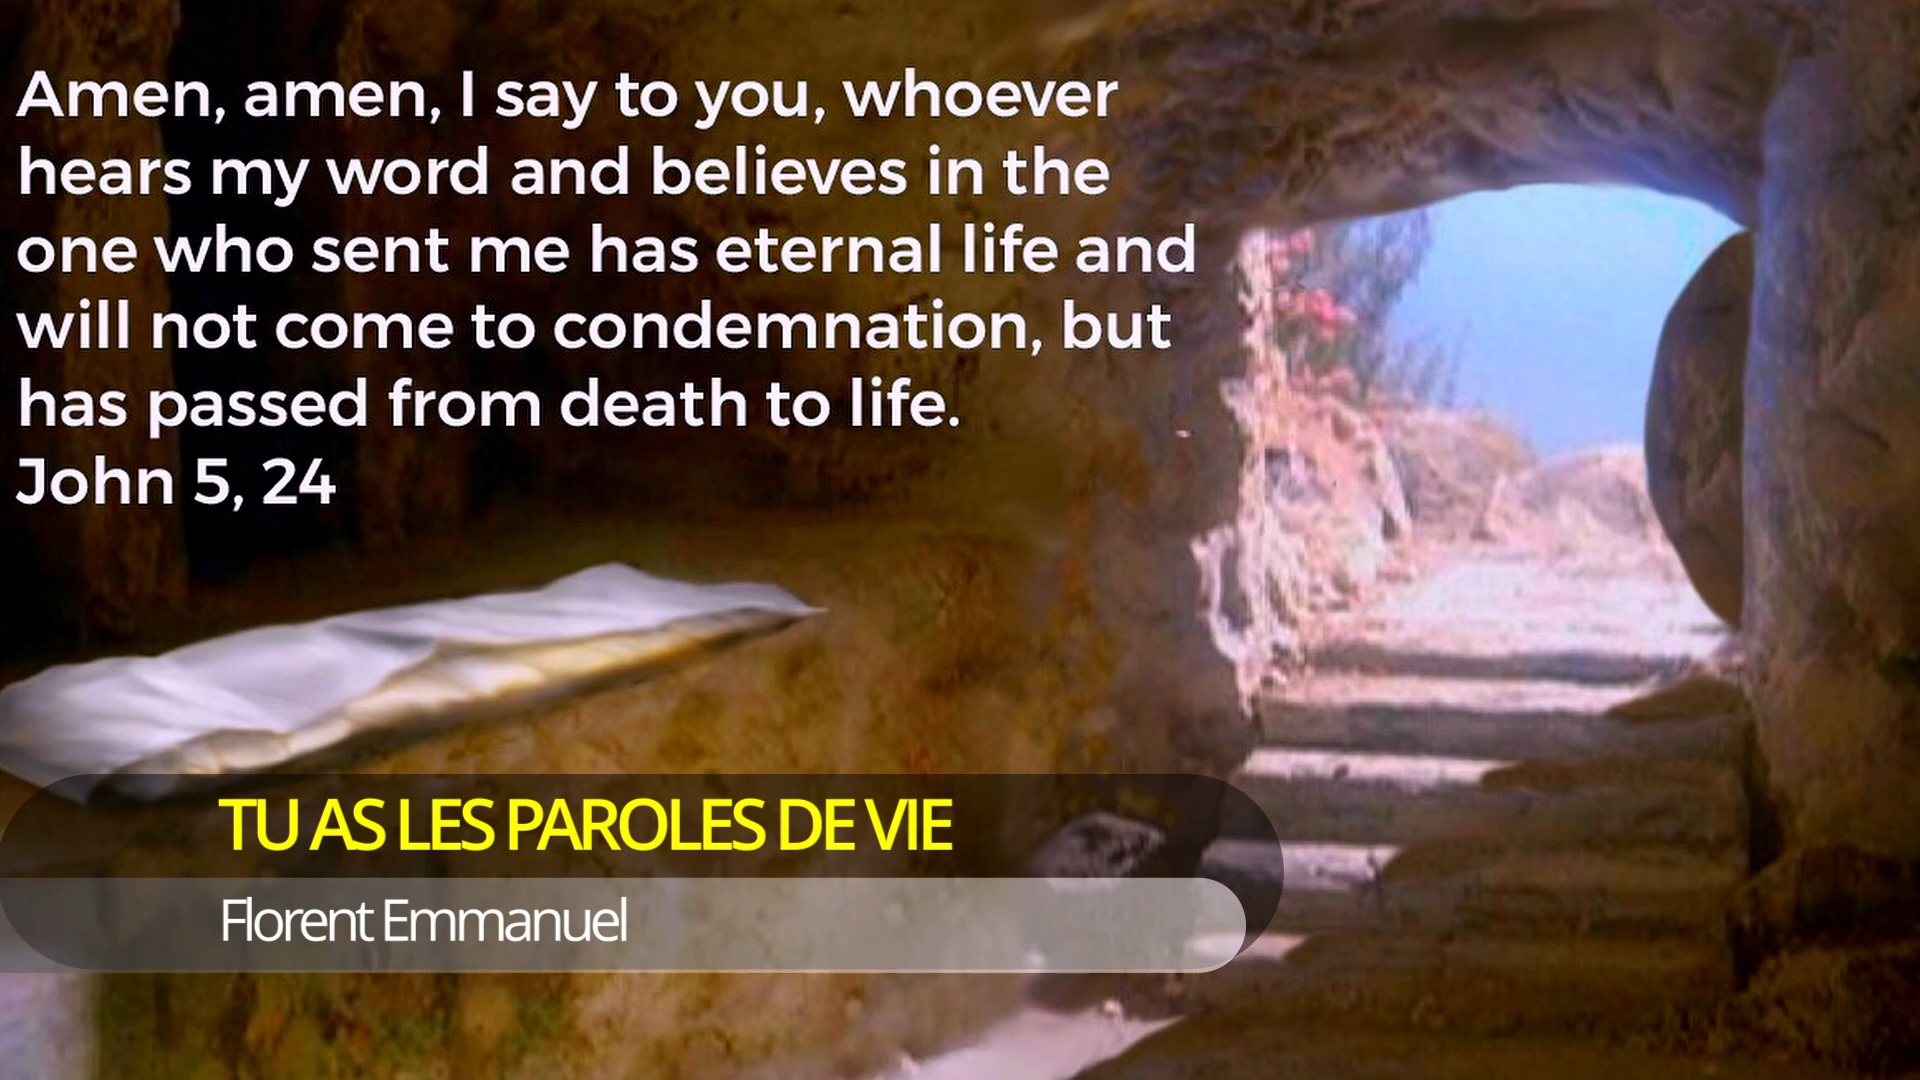 Amen, amen, I say to you, whoever
hears my word and believes in the
one who sent me has eternal life and
will not come to condemnation, but
has passed from death to life.
John 5, 24
TU AS LES PAROLES DE VIE
Florent Emmanuel